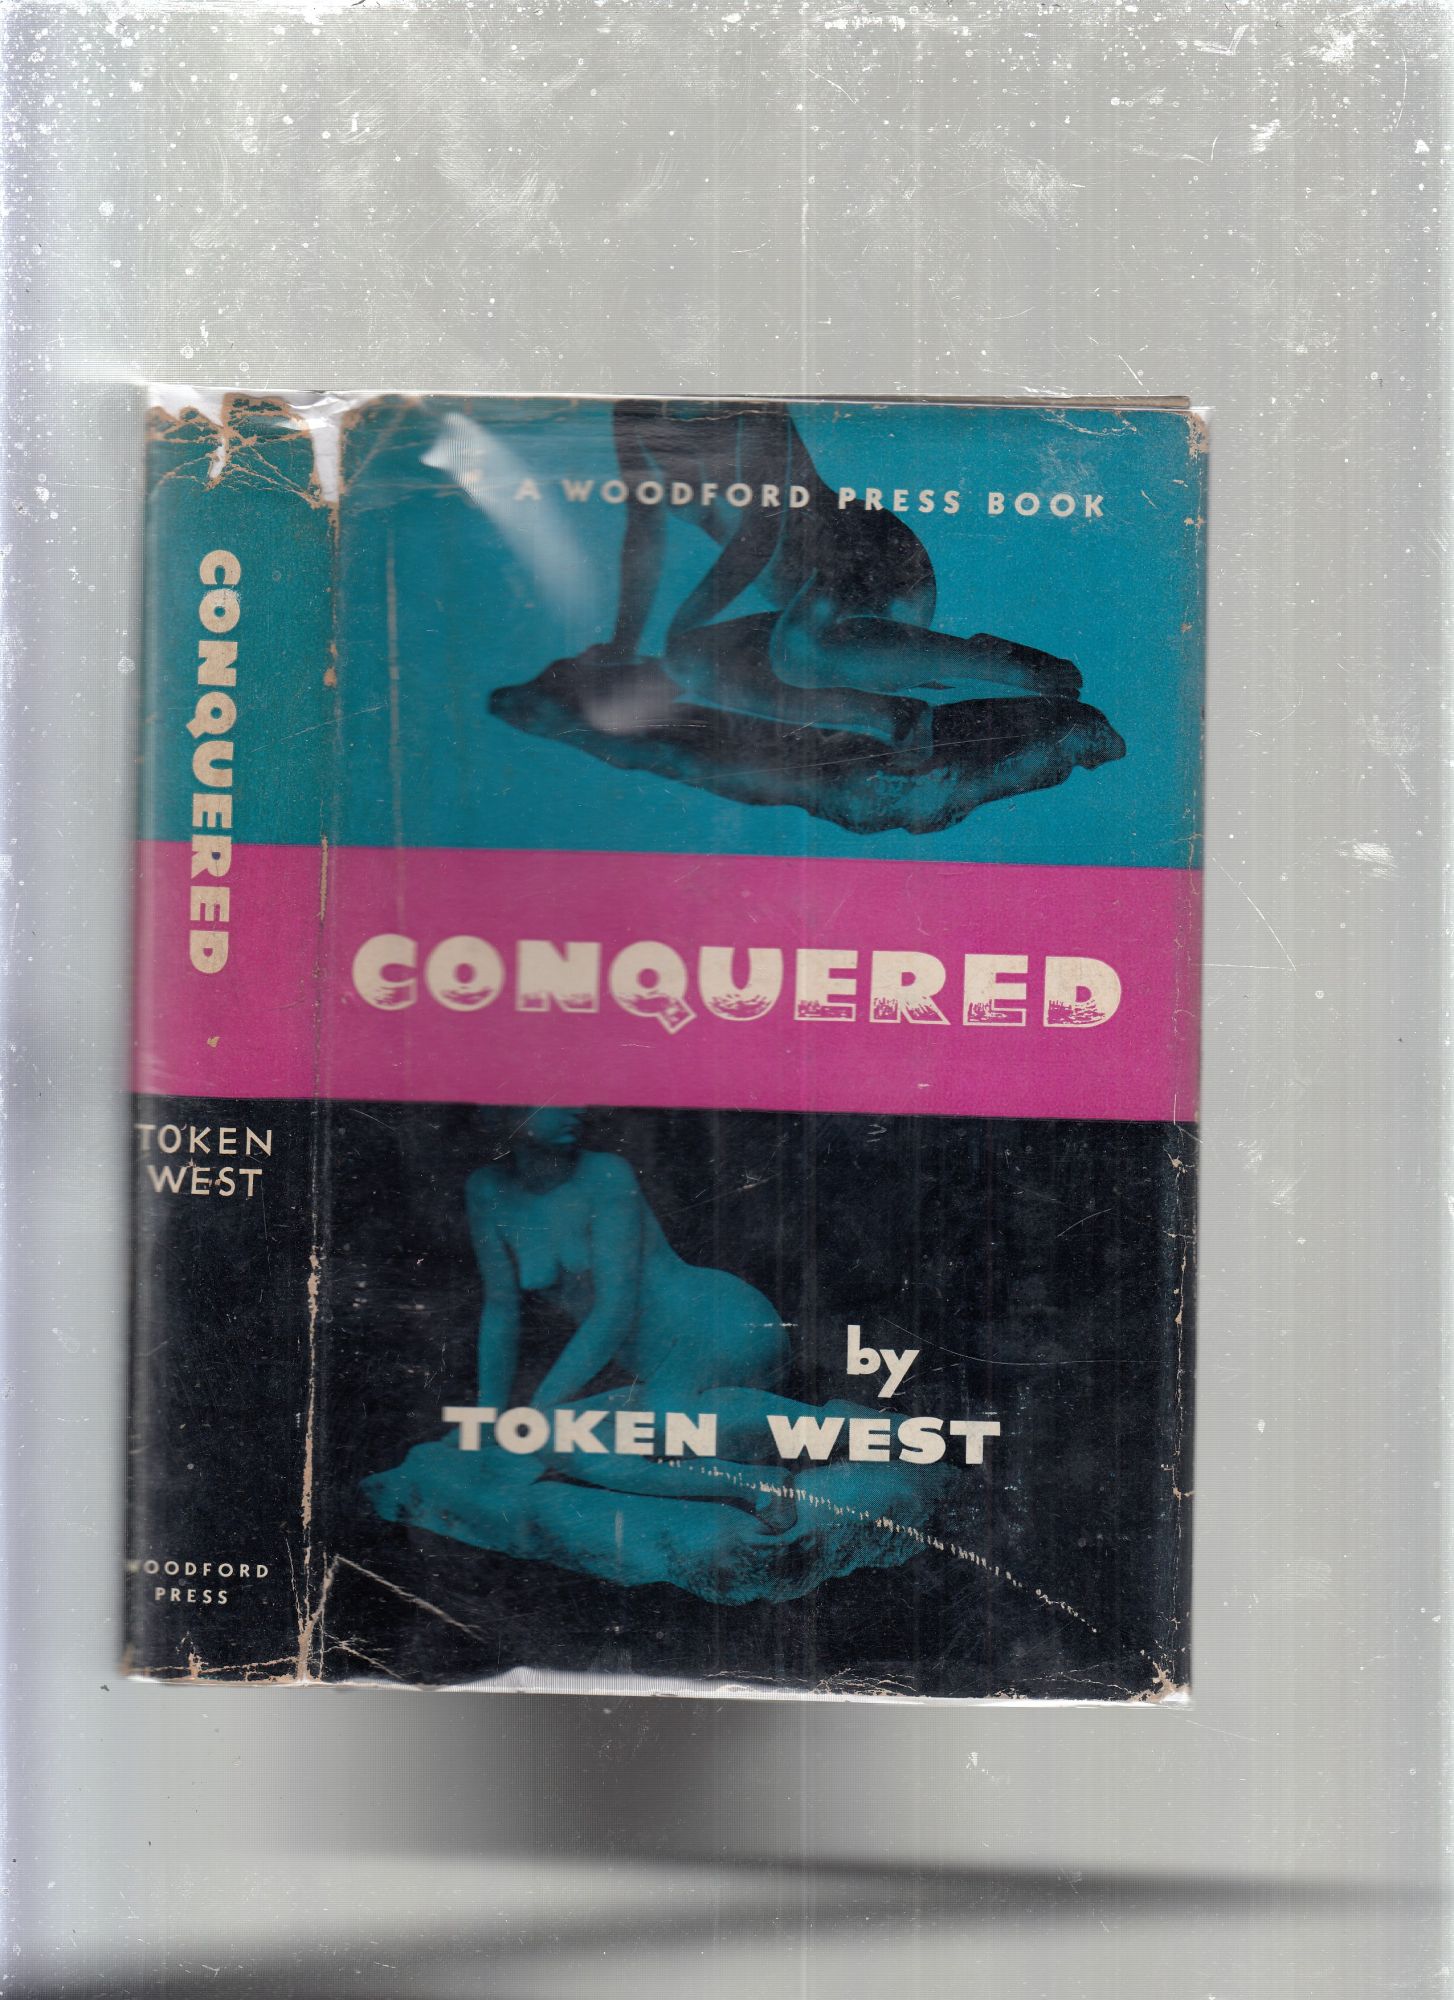 CONQUERED
TOKEN
WEST
WOODFORD
PRESS
A WOODFORD PRESS BOOK
CONQUERED
by
TOKEN WEST